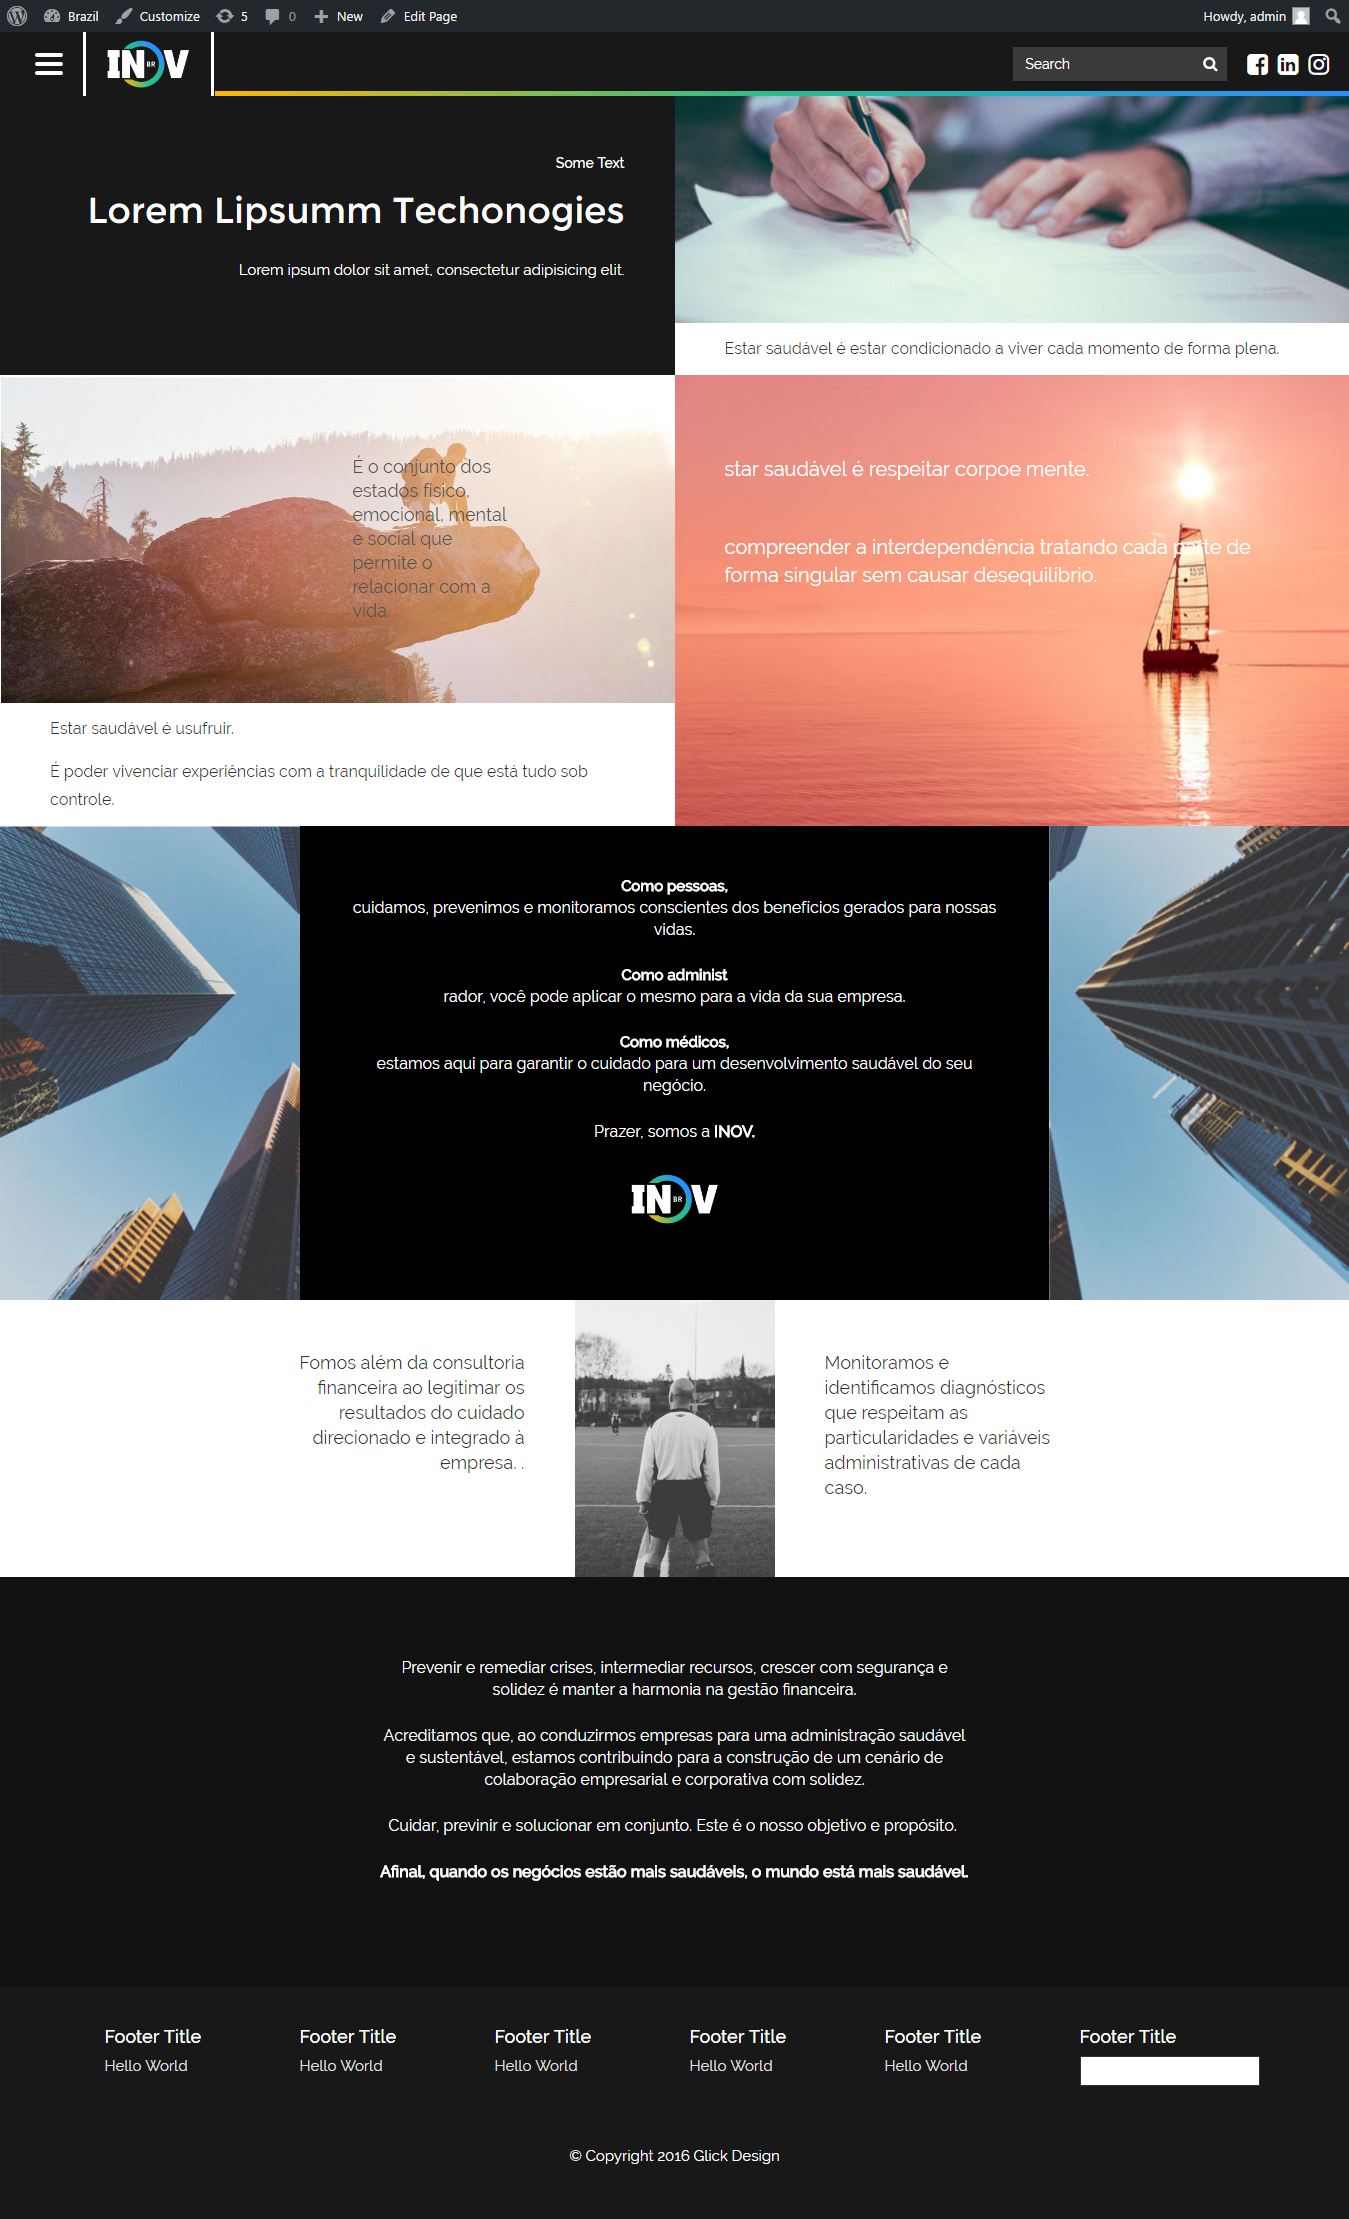 Brazil Customize 5 0 New Edit Page Howdy, admin
INOV BR
Search
Some Text
Lorem Lipsumm Techonogies
Lorem ipsum dolor sit amet, consectetur adipisicing elit.
Estar saudável é estar condicionado a viver cada momento de forma plena.
É o conjunto dos
estados físico,
emocional, mental
e social que
permite o
relacionar com a
vida.
Estar saudável é usufruir.
É poder vivenciar experiências com a tranquilidade de que está tudo sob
controle.
star saudável é respeitar corpoe mente.
compreender a interdependência tratando cada parte de
forma singular sem causar desequilíbrio.
Como pessoas,
cuidamos, prevenimos e monitoramos conscientes dos benefícios gerados para nossas
vidas.
Como administ
rador, você pode aplicar o mesmo para a vida da sua empresa.
Como médicos,
estamos aqui para garantir o cuidado para um desenvolvimento saudável do seu
negócio.
Prazer, somos a INOV.
INOV BR
Fomos além da consultoria
financeira ao legitimar os
resultados do cuidado
direcionado e integrado à
empresa. .
Monitoramos e
identificamos diagnósticos
que respeitam as
particularidades e variáveis
administrativas de cada
caso.
Prevenir e remediar crises, intermediar recursos, crescer com segurança e
solidez é manter a harmonia na gestão financeira.
Acreditamos que, ao conduzirmos empresas para uma administração saudável
e sustentável, estamos contribuindo para a construção de um cenário de
colaboração empresarial e corporativa com solidez.
Cuidar, previnir e solucionar em conjunto. Este é o nosso objetivo e propósito.
Afinal, quando os negócios estão mais saudáveis, o mundo está mais saudável.
Footer Title Footer Title Footer Title Footer Title Footer Title Footer Title
Hello World Hello World Hello World Hello World Hello World
© Copyright 2016 Glick Design